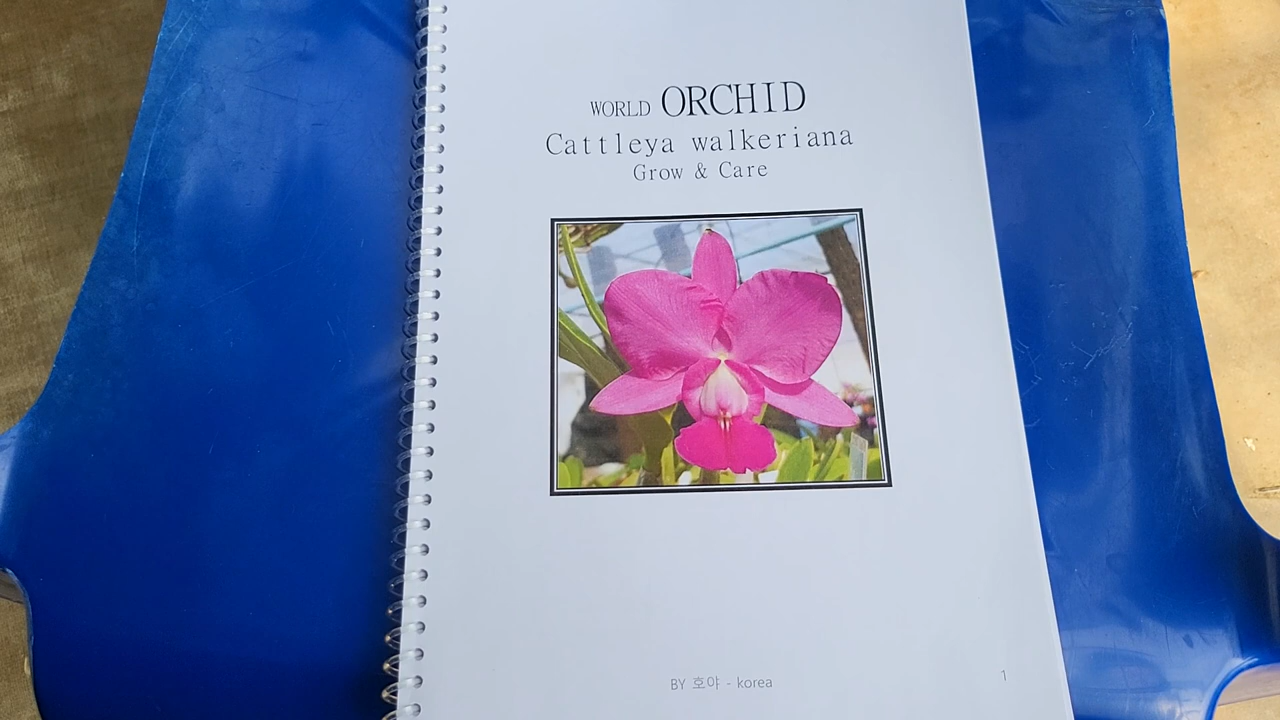 WORLD ORCHID
Cattleya walkeriana
Grow & Care
BY 호야 - korea
1